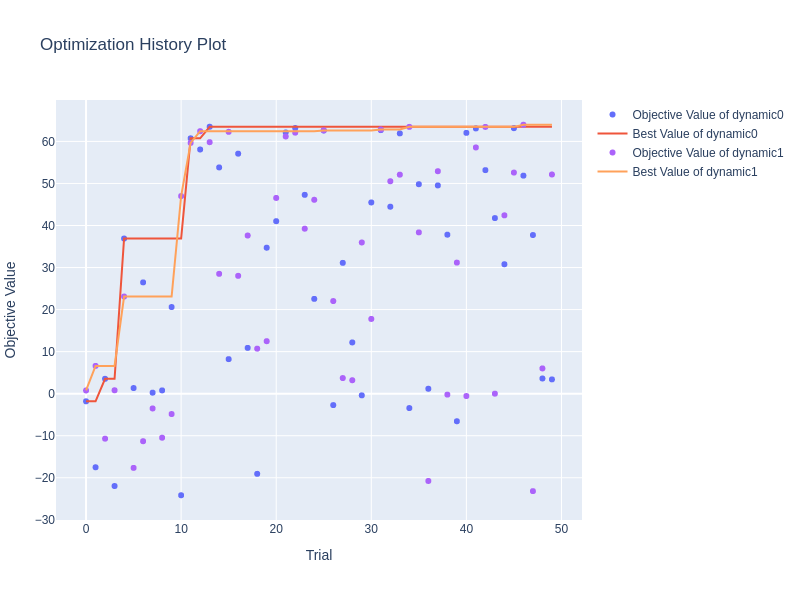 Optimization History Plot
Objective Value of dynamic0
Best Value of dynamic0
Objective Value of dynamic1
Best Value of dynamic1
60
50
40
30
20
10
0
−10
−20
−30
Objective Value
0 10 20 30 40 50
Trial